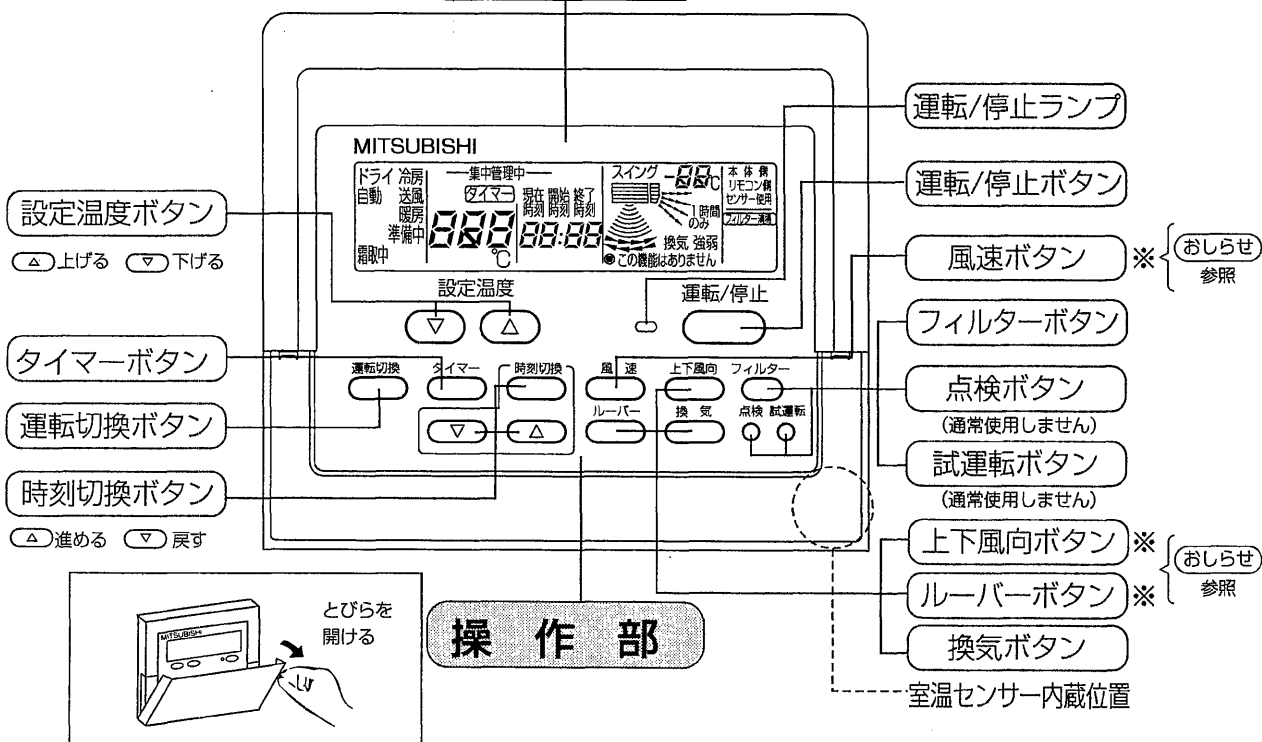 MITSUBISHI
ドライ 冷房
自動 送風
暖房
準備中
霜取中
集中管理中
タイマー
888
℃
現在 開始 終了
時刻 時刻 時刻
88:88
スイング
-88℃
1時間
のみ
換気 強弱
この機能はありません
本体側
リモコン側
センサー使用
フィルター清掃
設定温度
▽ △
運転/停止
運転切換
タイマー
時刻切換
風 速
上下風向
フィルター
▽ △
ルーバー
換 気
点検 試運転
設定温度ボタン
△上げる ▽下げる
タイマーボタン
運転切換ボタン
時刻切換ボタン
△進める ▽戻す
運転/停止ランプ
運転/停止ボタン
風速ボタン ※ おしらせ
参照
フィルターボタン
点検ボタン
(通常使用しません)
試運転ボタン
(通常使用しません)
上下風向ボタン ※
おしらせ
参照
ルーバーボタン ※
換気ボタン
室温センサー内蔵位置
MITSUBISHI
とびらを
開ける
操 作 部